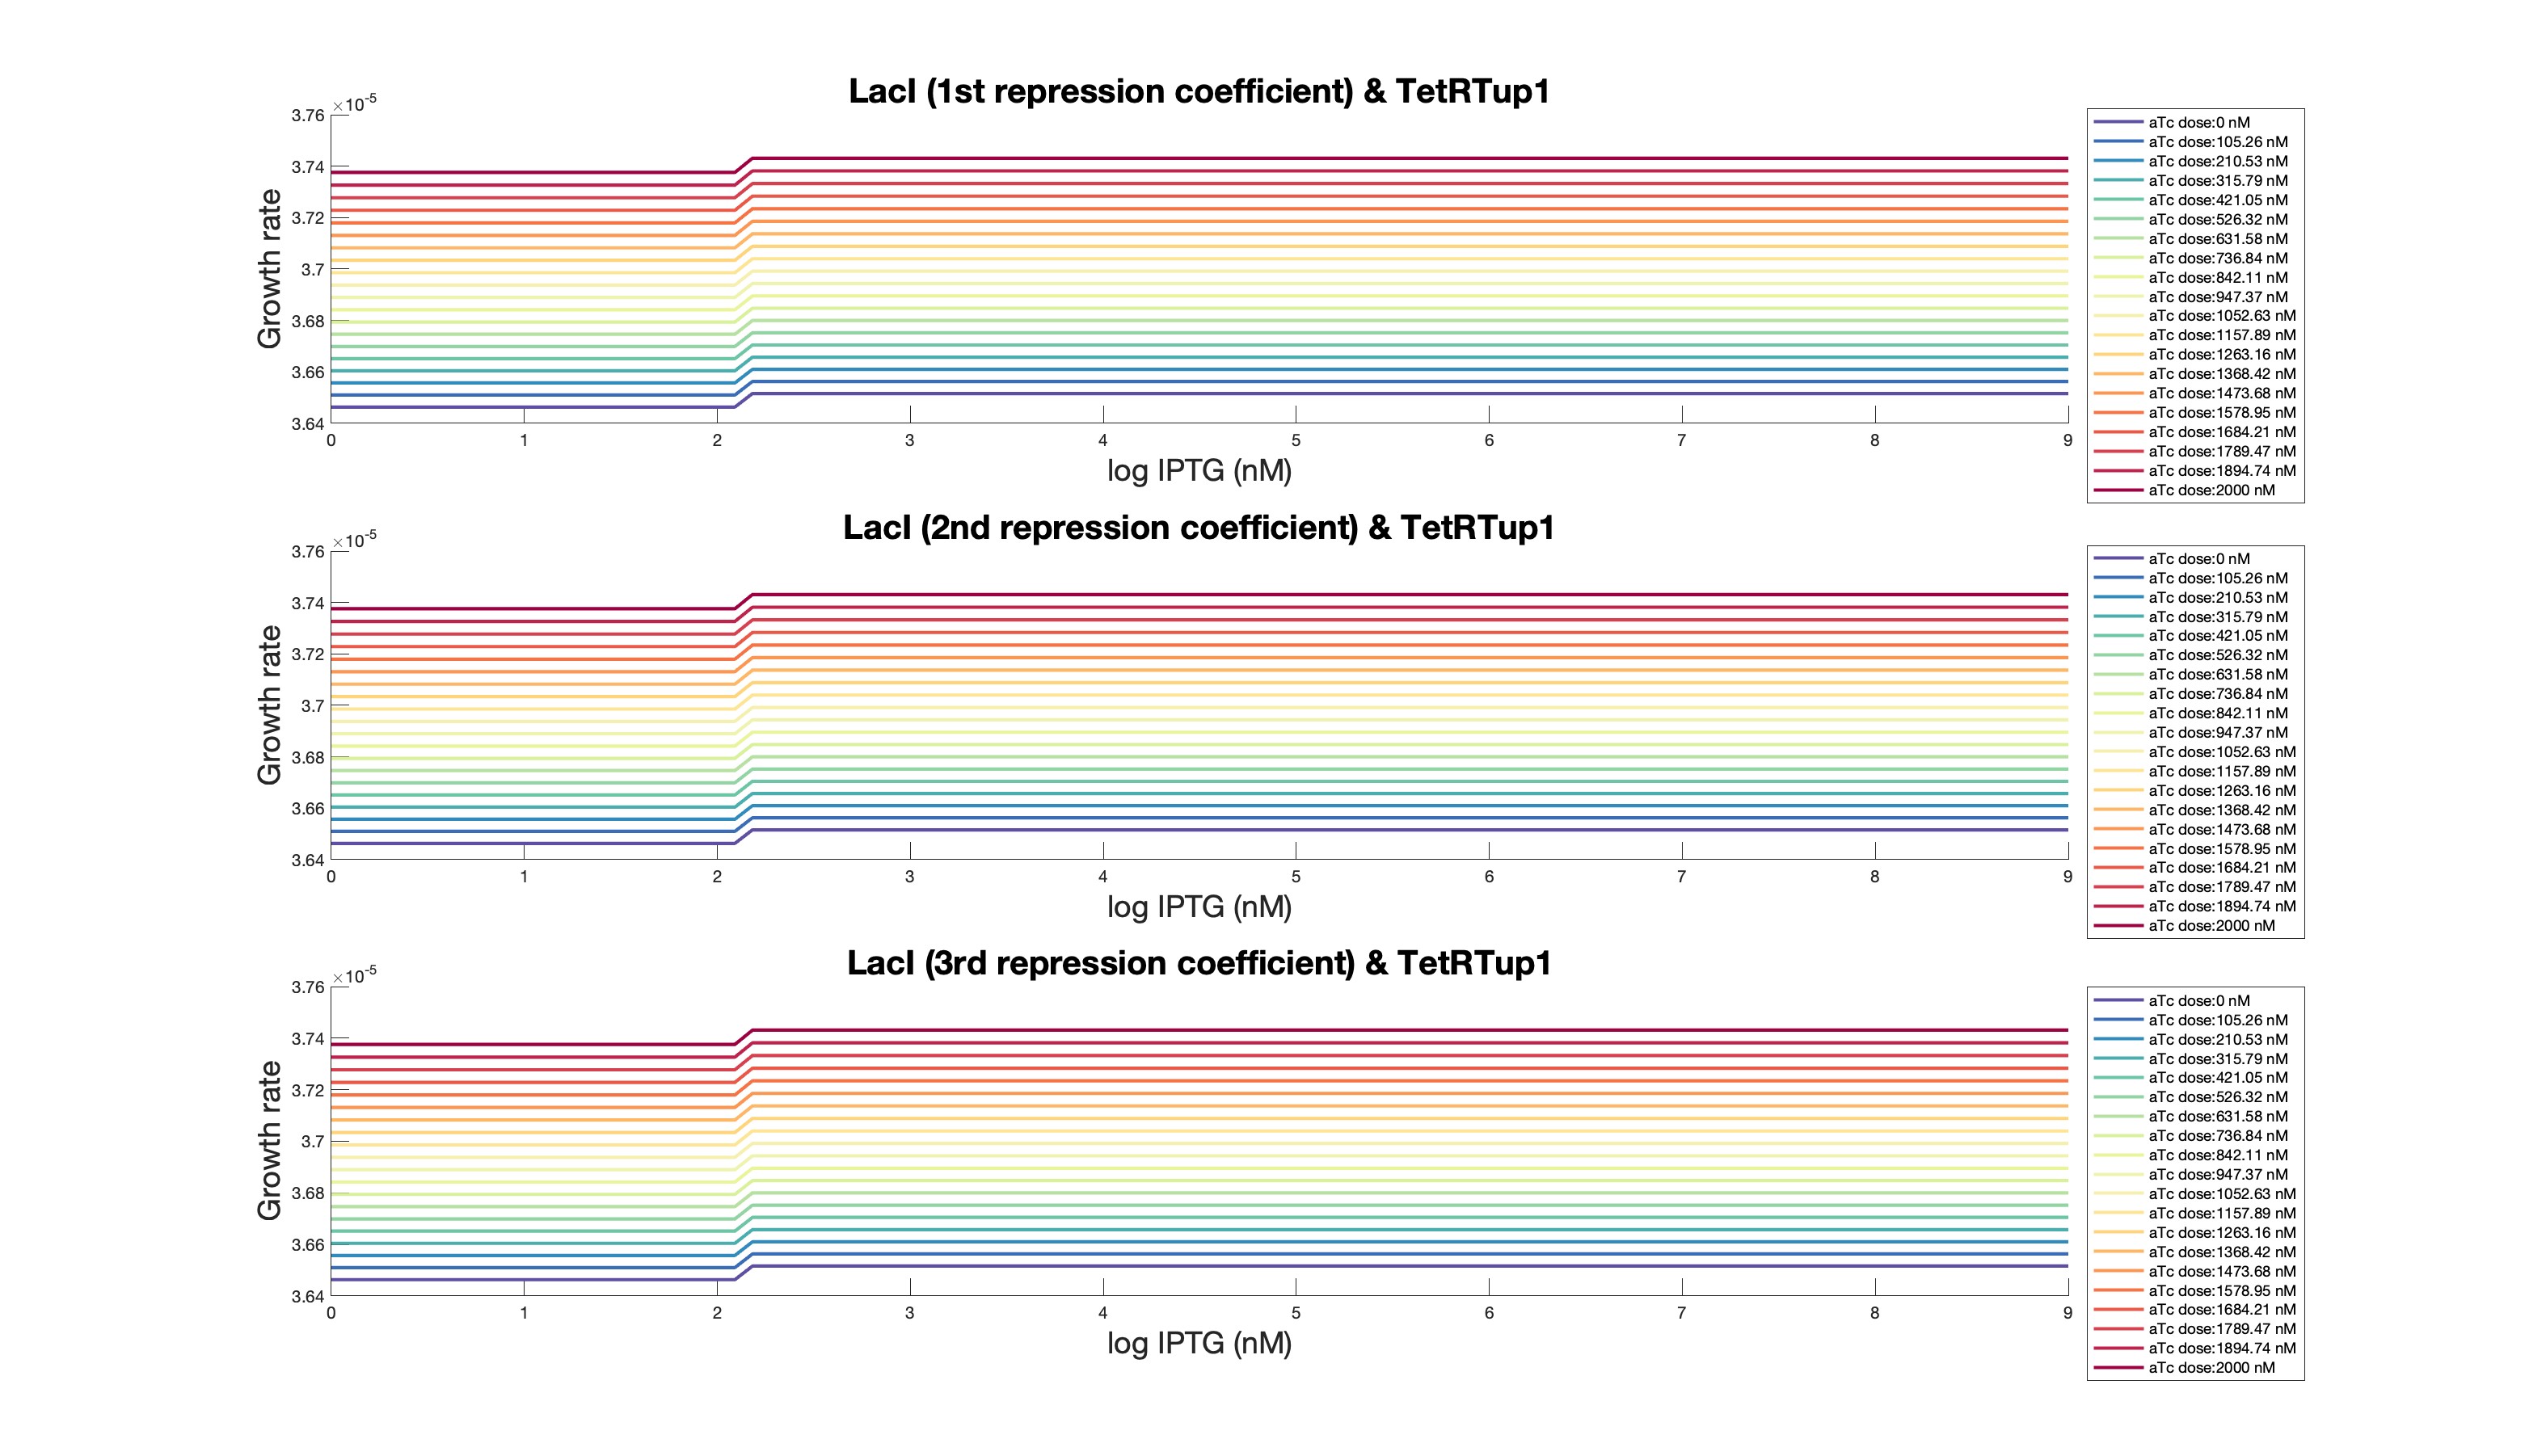 LacI (1st repression coefficient) & TetRTup1
×10-5
3.76
3.74
3.72
3.7
3.68
3.66
3.64
Growth rate
0 1 2 3 4 5 6 7 8 9
log IPTG (nM)
aTc dose:0 nM
aTc dose:105.26 nM
aTc dose:210.53 nM
aTc dose:315.79 nM
aTc dose:421.05 nM
aTc dose:526.32 nM
aTc dose:631.58 nM
aTc dose:736.84 nM
aTc dose:842.11 nM
aTc dose:947.37 nM
aTc dose:1052.63 nM
aTc dose:1157.89 nM
aTc dose:1263.16 nM
aTc dose:1368.42 nM
aTc dose:1473.68 nM
aTc dose:1578.95 nM
aTc dose:1684.21 nM
aTc dose:1789.47 nM
aTc dose:1894.74 nM
aTc dose:2000 nM
LacI (2nd repression coefficient) & TetRTup1
×10-5
3.76
3.74
3.72
3.7
3.68
3.66
3.64
Growth rate
0 1 2 3 4 5 6 7 8 9
log IPTG (nM)
aTc dose:0 nM
aTc dose:105.26 nM
aTc dose:210.53 nM
aTc dose:315.79 nM
aTc dose:421.05 nM
aTc dose:526.32 nM
aTc dose:631.58 nM
aTc dose:736.84 nM
aTc dose:842.11 nM
aTc dose:947.37 nM
aTc dose:1052.63 nM
aTc dose:1157.89 nM
aTc dose:1263.16 nM
aTc dose:1368.42 nM
aTc dose:1473.68 nM
aTc dose:1578.95 nM
aTc dose:1684.21 nM
aTc dose:1789.47 nM
aTc dose:1894.74 nM
aTc dose:2000 nM
LacI (3rd repression coefficient) & TetRTup1
×10-5
3.76
3.74
3.72
3.7
3.68
3.66
3.64
Growth rate
0 1 2 3 4 5 6 7 8 9
log IPTG (nM)
aTc dose:0 nM
aTc dose:105.26 nM
aTc dose:210.53 nM
aTc dose:315.79 nM
aTc dose:421.05 nM
aTc dose:526.32 nM
aTc dose:631.58 nM
aTc dose:736.84 nM
aTc dose:842.11 nM
aTc dose:947.37 nM
aTc dose:1052.63 nM
aTc dose:1157.89 nM
aTc dose:1263.16 nM
aTc dose:1368.42 nM
aTc dose:1473.68 nM
aTc dose:1578.95 nM
aTc dose:1684.21 nM
aTc dose:1789.47 nM
aTc dose:1894.74 nM
aTc dose:2000 nM